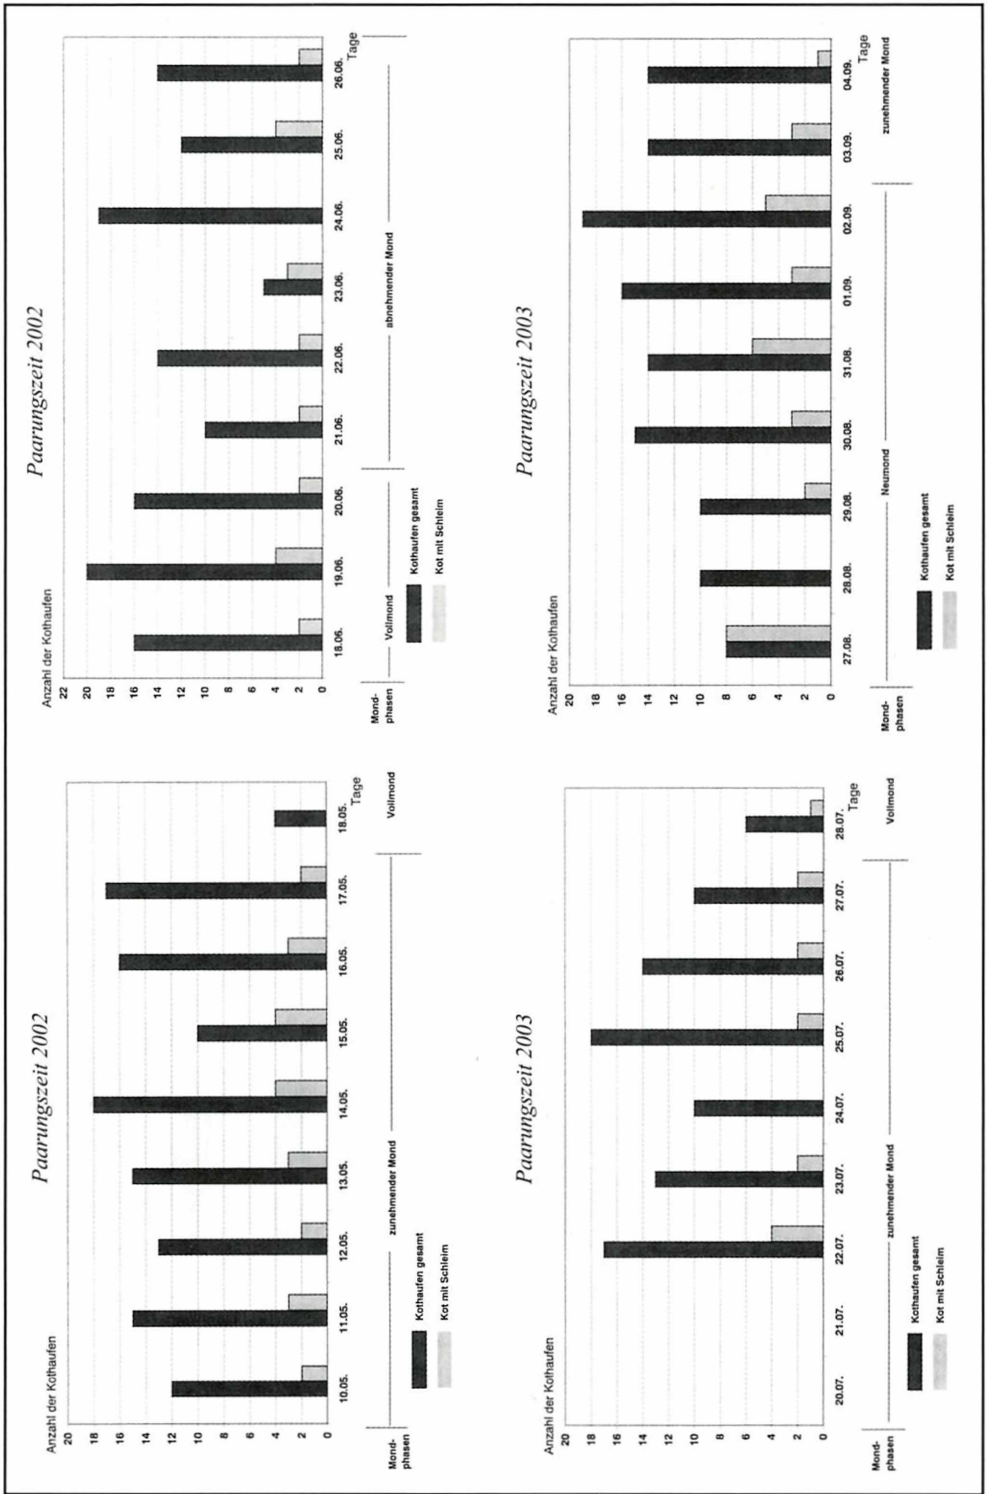 Paarungszeit 2002
Anzahl der Kothaufen
20
18
16
14
12
10
8
6
4
2
0
10.05. 11.05. 12.05. 13.05. 14.05. 15.05. 16.05. 17.05. 18.05.
Tage
Mond-
phasen
zunehmender Mond Vollmond
Kothaufen gesamt
Kot mit Schleim
Paarungszeit 2002
Anzahl der Kothaufen
22
20
18
16
14
12
10
8
6
4
2
0
18.06. 19.06. 20.06. 21.06. 22.06. 23.06. 24.06. 25.06. 26.06.
Tage
Mond-
phasen
Vollmond abnehmender Mond
Kothaufen gesamt
Kot mit Schleim
Paarungszeit 2003
Anzahl der Kothaufen
20
18
16
14
12
10
8
6
4
2
0
20.07. 21.07. 22.07. 23.07. 24.07. 25.07. 26.07. 27.07. 28.07.
Tage
Mond-
phasen
zunehmender Mond Vollmond
Kothaufen gesamt
Kot mit Schleim
Paarungszeit 2003
Anzahl der Kothaufen
20
18
16
14
12
10
8
6
4
2
0
27.08. 28.08. 29.08. 30.08. 31.08. 01.09. 02.09. 03.09. 04.09.
Tage
Mond-
phasen
Neumond zunehmender Mond
Kothaufen gesamt
Kot mit Schleim